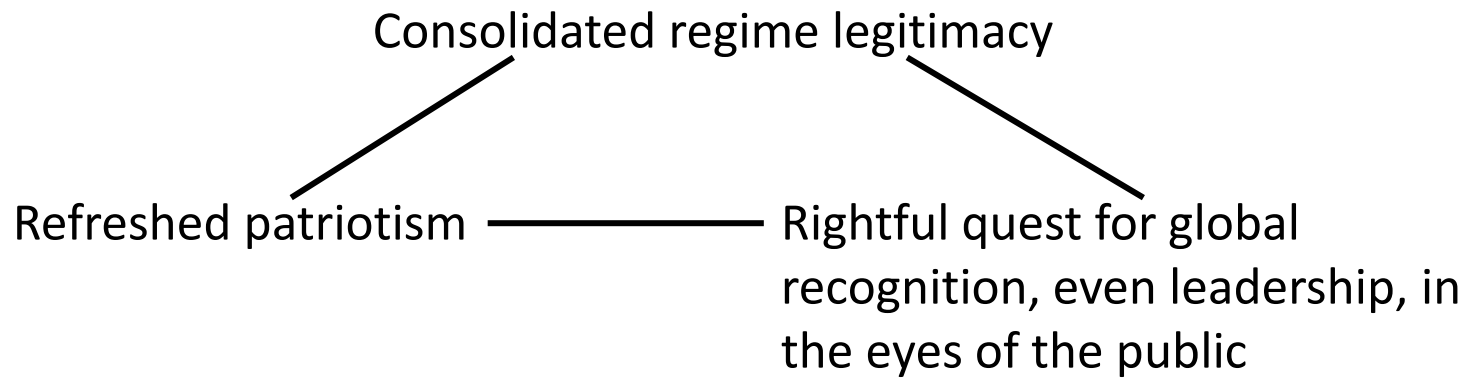 Consolidated regime legitimacy
Refreshed patriotism
Rightful quest for global
recognition, even leadership, in
the eyes of the public